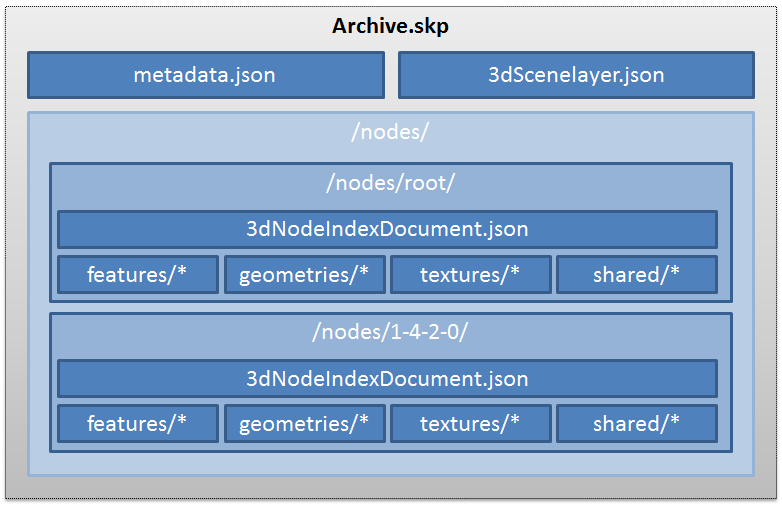 Archive.skp
metadata.json
3dScenelayer.json
/nodes/
/nodes/root/
3dNodeIndexDocument.json
features/*
geometries/*
textures/*
shared/*
/nodes/1-4-2-0/
3dNodeIndexDocument.json
features/*
geometries/*
textures/*
shared/*